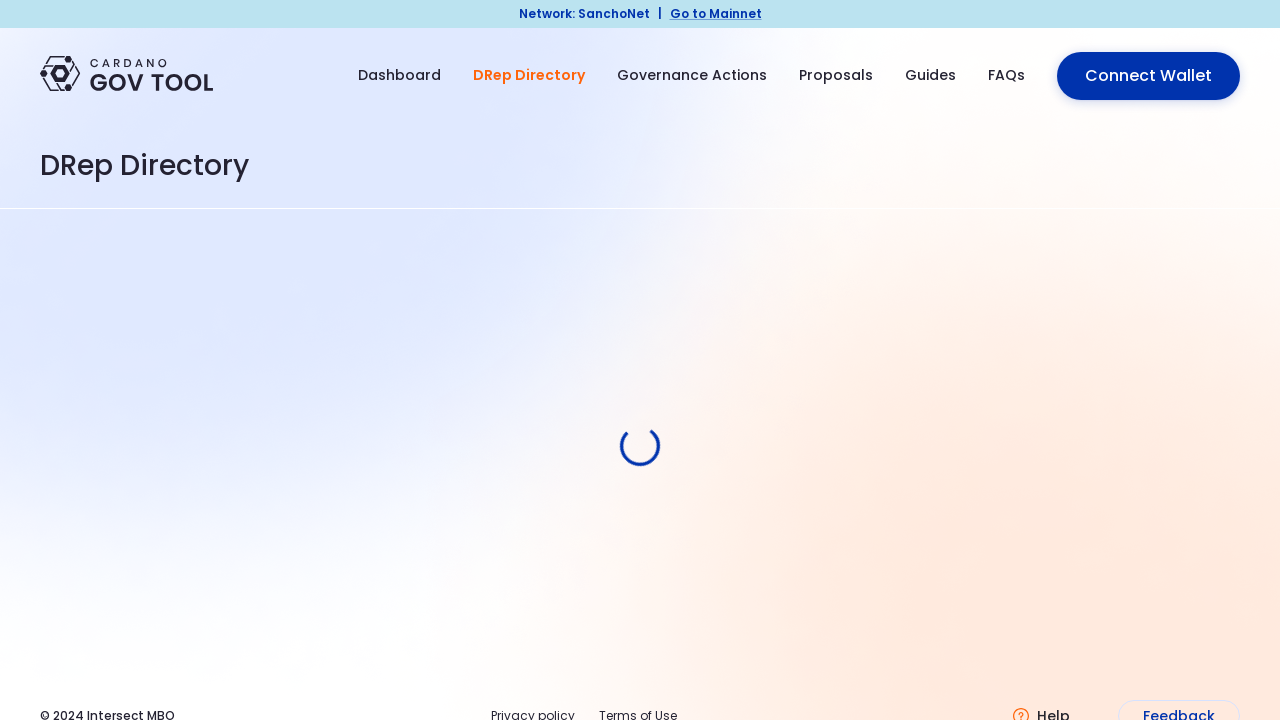 Network: SanchoNet | Go to Mainnet
CARDANO
GOV TOOL
Dashboard
DRep Directory
Governance Actions
Proposals
Guides
FAQs
Connect Wallet
DRep Directory
© 2024 Intersect MBO
Privacy policy
Terms of Use
Help
Feedback